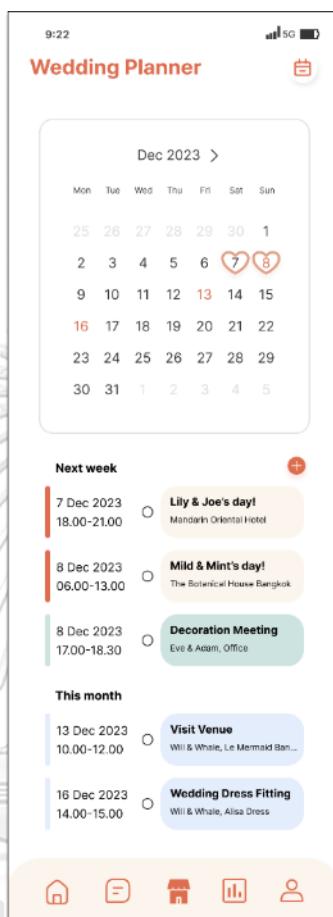 9:22 5G
Wedding Planner
Dec 2023 >
Mon Tue Wed Thu Fri Sat Sun
25 26 27 28 29 30 1
2 3 4 5 6 7 8
9 10 11 12 13 14 15
16 17 18 19 20 21 22
23 24 25 26 27 28 29
30 31 1 2 3 4 5
Next week
7 Dec 2023
18.00-21.00
Lily & Joe's day!
Mandarin Oriental Hotel
8 Dec 2023
06.00-13.00
Mild & Mint's day!
The Botanical House Bangkok
8 Dec 2023
17.00-18.30
Decoration Meeting
Eve & Adam, Office
This month
13 Dec 2023
10.00-12.00
Visit Venue
Will & Whale, Le Mermaid Ban...
16 Dec 2023
14.00-15.00
Wedding Dress Fitting
Will & Whale, Alisa Dress